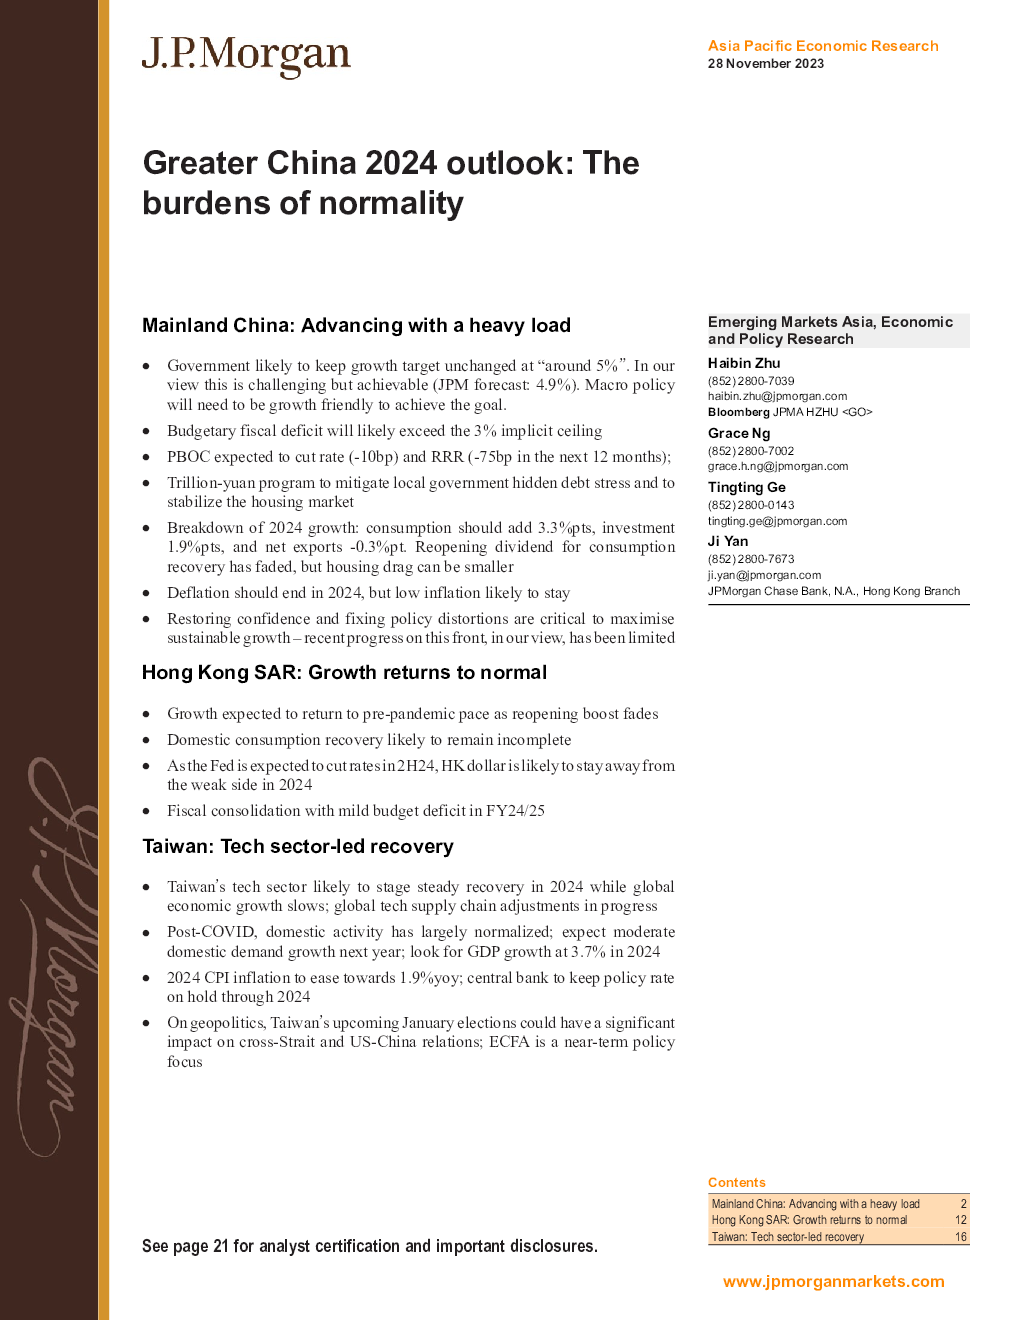 J.P.Morgan
Asia Pacific Economic Research
28 November 2023
Greater China 2024 outlook: The
burdens of normality
Mainland China: Advancing with a heavy load
● Government likely to keep growth target unchanged at “around 5%”. In our
view this is challenging but achievable (JPM forecast: 4.9%). Macro policy
will need to be growth friendly to achieve the goal.
● Budgetary fiscal deficit will likely exceed the 3% implicit ceiling
● PBOC expected to cut rate (-10bp) and RRR (-75bp in the next 12 months);
● Trillion-yuan program to mitigate local government hidden debt stress and to
stabilize the housing market
● Breakdown of 2024 growth: consumption should add 3.3%pts, investment
1.9%pts, and net exports -0.3%pt. Reopening dividend for consumption
recovery has faded, but housing drag can be smaller
● Deflation should end in 2024, but low inflation likely to stay
● Restoring confidence and fixing policy distortions are critical to maximise
sustainable growth – recent progress on this front, in our view, has been limited
Hong Kong SAR: Growth returns to normal
● Growth expected to return to pre-pandemic pace as reopening boost fades
● Domestic consumption recovery likely to remain incomplete
● As the Fed is expected to cut rates in 2H24, HK dollar is likely to stay away from
the weak side in 2024
● Fiscal consolidation with mild budget deficit in FY24/25
Taiwan: Tech sector-led recovery
● Taiwan’s tech sector likely to stage steady recovery in 2024 while global
economic growth slows; global tech supply chain adjustments in progress
● Post-COVID, domestic activity has largely normalized; expect moderate
domestic demand growth next year; look for GDP growth at 3.7% in 2024
● 2024 CPI inflation to ease towards 1.9%yoy; central bank to keep policy rate
on hold through 2024
● On geopolitics, Taiwan’s upcoming January elections could have a significant
impact on cross-Strait and US-China relations; ECFA is a near-term policy
focus
See page 21 for analyst certification and important disclosures.
Emerging Markets Asia, Economic
and Policy Research
Haibin Zhu
(852) 2800-7039
haibin.zhu@jpmorgan.com
Bloomberg JPMA HZHU <GO>
Grace Ng
(852) 2800-7002
grace.h.ng@jpmorgan.com
Tingting Ge
(852) 2800-0143
tingting.ge@jpmorgan.com
Ji Yan
(852) 2800-7673
ji.yan@jpmorgan.com
JPMorgan Chase Bank, N.A., Hong Kong Branch
Contents
Mainland China: Advancing with a heavy load 2
Hong Kong SAR: Growth returns to normal 12
Taiwan: Tech sector-led recovery 16
www.jpmorganmarkets.com
J.P. Morgan